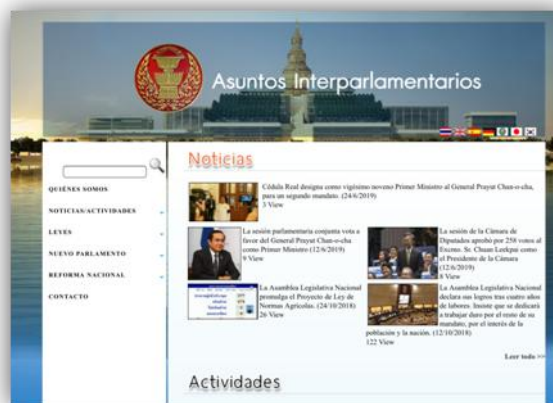 Asuntos Interparlamentarios
QUIÉNES SOMOS
NOTICIAS/ACTIVIDADES
LEYES
NUEVO PARLAMENTO
REFORMA NACIONAL
CONTACTO
Noticias
Cédula Real designa como vigésimo noveno Primer Ministro al General Prayut Chan-o-cha,
para un segundo mandato. (24/6/2019)
3 View
La sesión parlamentaria conjunta vota a
favor del General Prayut Chan-o-cha
como Primer Ministro (12/6/2019)
9 View
La sesión de la Cámara de
Diputados aprobó por 258 votos al
Excmo. Sr. Chuan Leekpai como
el Presidente de la Cámara
(12/6/2019)
8 View
La Asamblea Legislativa Nacional
promulga el Proyecto de Ley de
Normas Agrícolas. (24/10/2018)
26 View
La Asamblea Legislativa Nacional
declara sus logros tras cuatro años
de labores. Insiste que se dedicará
a trabajar duro por el resto de su
mandato, por el interés de la
población y la nación. (12/10/2018)
122 View
Leer todo >>
Actividades